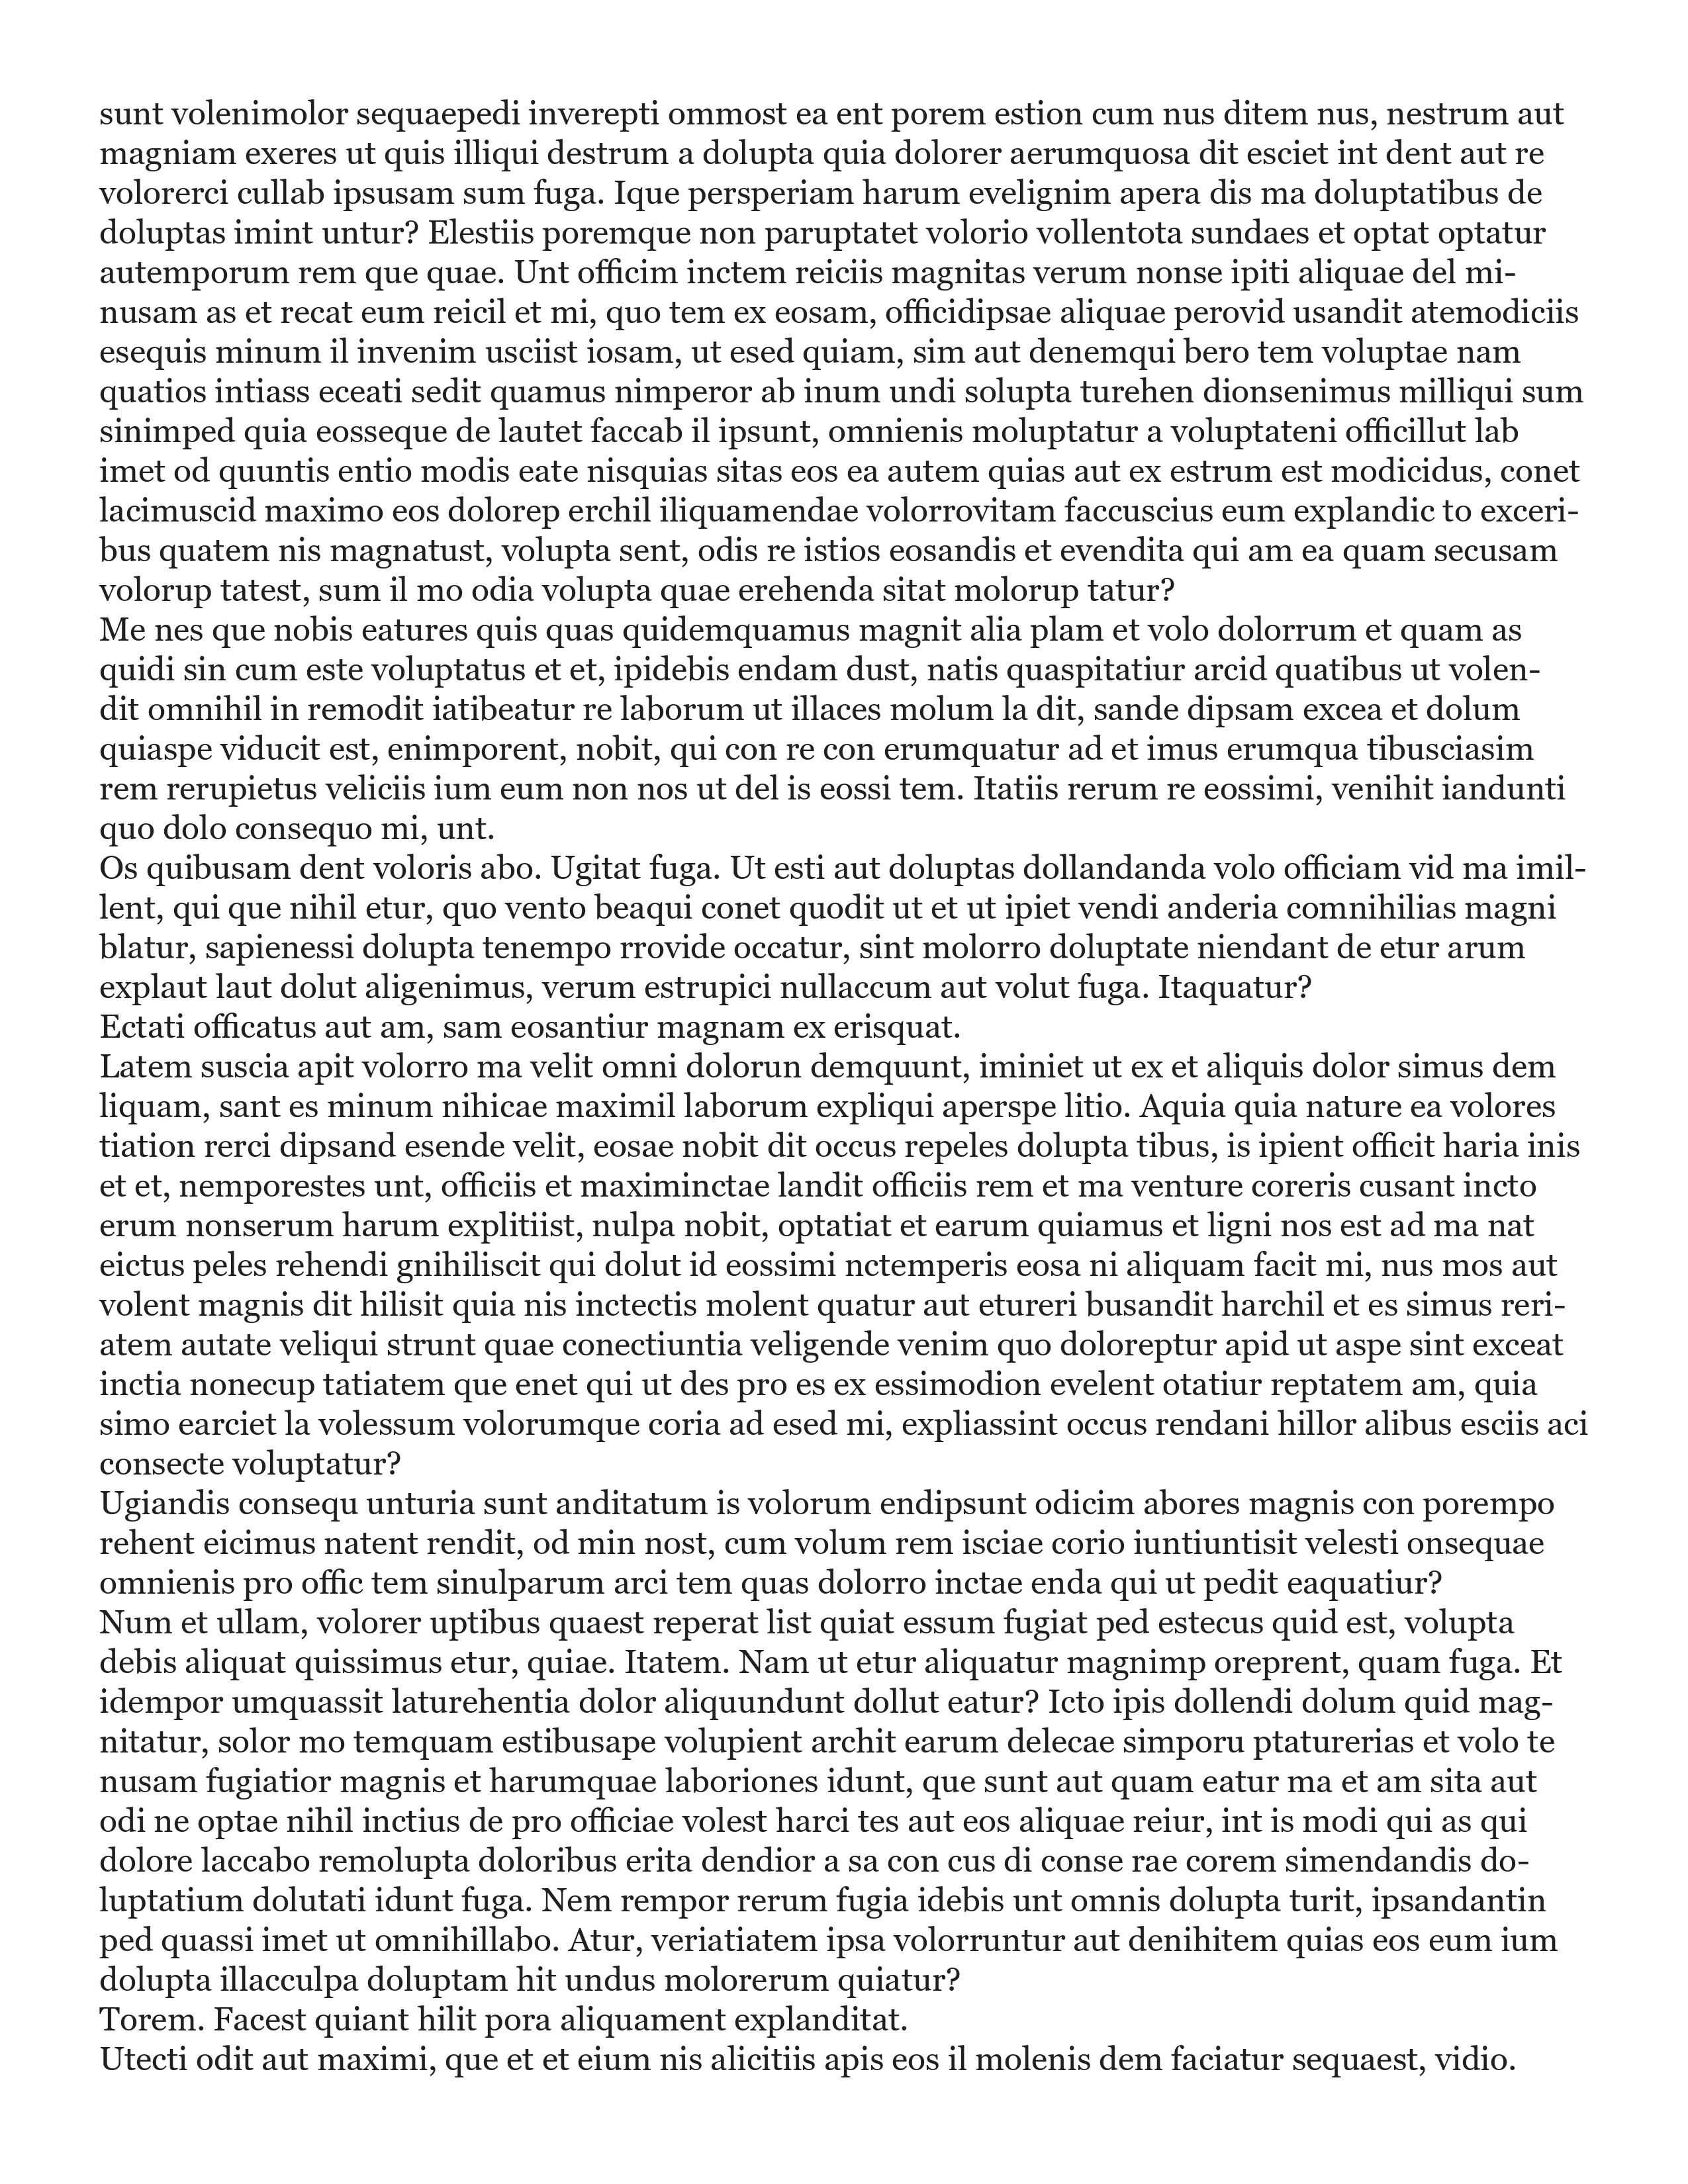 sunt volenimolor sequaepedi inverepti ommost ea ent porem estion cum nus ditem nus, nestrum aut
magniam exeres ut quis illiqui destrum a dolupta quia dolorer aerumquosa dit esciet int dent aut re
volorerci cullab ipsusam sum fuga. Ique persperiam harum evelignim apera dis ma doluptatibus de
doluptas imint untur? Elestiis poremque non paruptatet volorio vollentota sundaes et optat optatur
autemporum rem que quae. Unt officim inctem reiciis magnitas verum nonse ipiti aliquae del mi-
nusam as et recat eum reicil et mi, quo tem ex eosam, officidipsae aliquae perovid usandit atemodiciis
esequis minum il invenim usciist iosam, ut esed quiam, sim aut denemqui bero tem voluptae nam
quatios intiass eceati sedit quamus nimperor ab inum undi solupta turehen dionsenimus milliqui sum
sinimped quia eosseque de lautet faccab il ipsunt, omnienis moluptatur a voluptateni officillut lab
imet od quuntis entio modis eate nisquias sitas eos ea autem quias aut ex estrum est modicidus, conet
lacimuscid maximo eos dolorep erchil iliquamendae volorrovitam faccuscius eum explandic to exceri-
bus quatem nis magnatust, volupta sent, odis re istios eosandis et evendita qui am ea quam secusam
volorup tatest, sum il mo odia volupta quae erehenda sitat molorup tatur?
Me nes que nobis eatures quis quas quidemquamus magnit alia plam et volo dolorrum et quam as
quidi sin cum este voluptatus et et, ipidebis endam dust, natis quaspitatiur arcid quatibus ut volen-
dit omnihil in remodit iatibeatur re laborum ut illaces molum la dit, sande dipsam excea et dolum
quiaspe viducit est, enimporent, nobit, qui con re con erumquatur ad et imus erumqua tibusciasim
rem rerupietus veliciis ium eum non nos ut del is eossi tem. Itatiis rerum re eossimi, venihit iandunti
quo dolo consequo mi, unt.
Os quibusam dent voloris abo. Ugitat fuga. Ut esti aut doluptas dollandanda volo officiam vid ma imil-
lent, qui que nihil etur, quo vento beaqui conet quodit ut et ut ipiet vendi anderia comnihilias magni
blatur, sapienessi dolupta tenempo rrovide occatur, sint molorro doluptate niendant de etur arum
explaut laut dolut aligenimus, verum estrupici nullaccum aut volut fuga. Itaquatur?
Ectati officatus aut am, sam eosantiur magnam ex erisquat.
Latem suscia apit volorro ma velit omni dolorun demquunt, iminiet ut ex et aliquis dolor simus dem
liquam, sant es minum nihicae maximil laborum expliqui aperspe litio. Aquia quia nature ea volores
tiation rerci dipsand esende velit, eosae nobit dit occus repeles dolupta tibus, is ipient officit haria inis
et et, nemporestes unt, officiis et maximinctae landit officiis rem et ma venture coreris cusant incto
erum nonserum harum explitiist, nulpa nobit, optatiat et earum quiamus et ligni nos est ad ma nat
eictus peles rehendi gnihiliscit qui dolut id eossimi nctemperis eosa ni aliquam facit mi, nus mos aut
volent magnis dit hilisit quia nis inctectis molent quatur aut etureri busandit harchil et es simus reri-
atem autate veliqui strunt quae conectiuntia veligende venim quo doloreptur apid ut aspe sint exceat
inctia nonecup tatiatem que enet qui ut des pro es ex essimodion evelent otatiur reptatem am, quia
simo earciet la volessum volorumque coria ad esed mi, expliassint occus rendani hillor alibus esciis aci
consecte voluptatur?
Ugiandis consequ unturia sunt anditatum is volorum endipsunt odicim abores magnis con porempo
rehent eicimus natent rendit, od min nost, cum volum rem isciae corio iuntiuntisit velesti onsequae
omnienis pro offic tem sinulparum arci tem quas dolorro inctae enda qui ut pedit eaquatiur?
Num et ullam, volorer uptibus quaest reperat list quiat essum fugiat ped estecus quid est, volupta
debis aliquat quissimus etur, quiae. Itatem. Nam ut etur aliquatur magnimp oreprent, quam fuga. Et
idempor umquassit laturehentia dolor aliquundunt dollut eatur? Icto ipis dollendi dolum quid mag-
nitatur, solor mo temquam estibusape volupient archit earum delecae simporu ptaturerias et volo te
nusam fugiatior magnis et harumquae laboriones idunt, que sunt aut quam eatur ma et am sita aut
odi ne optae nihil inctius de pro officiae volest harci tes aut eos aliquae reiur, int is modi qui as qui
dolore laccabo remolupta doloribus erita dendior a sa con cus di conse rae corem simendandis do-
luptatium dolutati idunt fuga. Nem rempor rerum fugia idebis unt omnis dolupta turit, ipsandantin
ped quassi imet ut omnihillabo. Atur, veriatiatem ipsa volorruntur aut denihitem quias eos eum ium
dolupta illacculpa doluptam hit undus molorerum quiatur?
Torem. Facest quiant hilit pora aliquament explanditat.
Utecti odit aut maximi, que et et eium nis alicitiis apis eos il molenis dem faciatur sequaest, vidio.